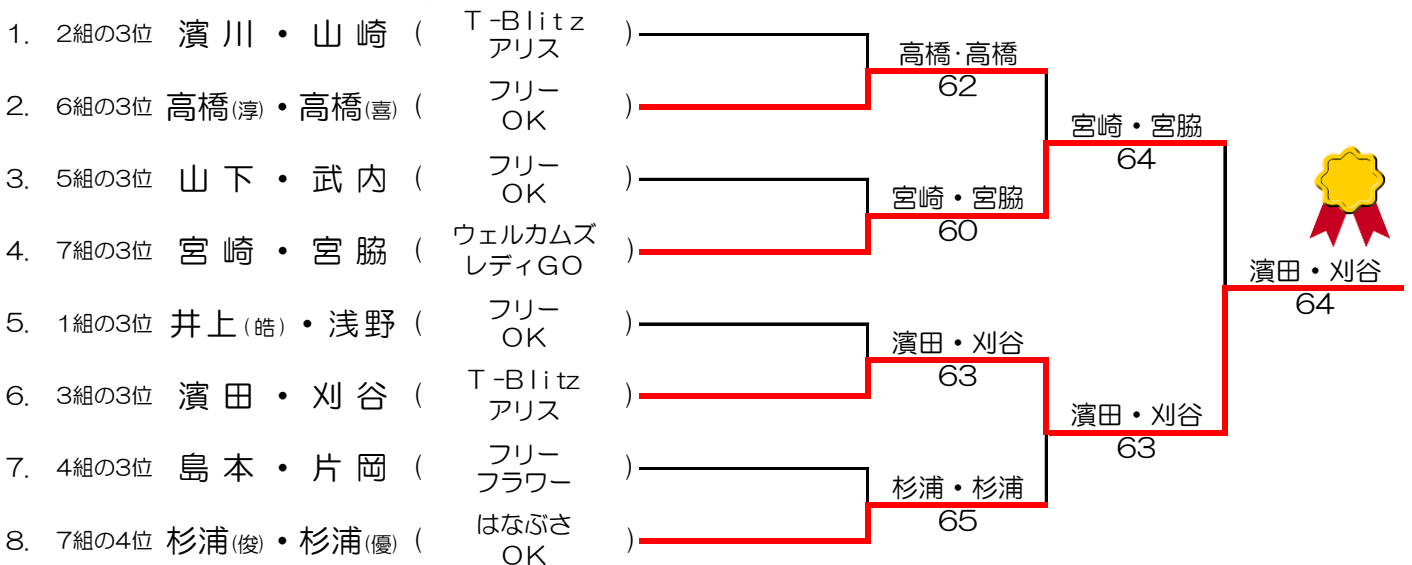 1. 2組の3位 濱川・山崎 ( T-Blitz
アリス )
2. 6組の3位 高橋(淳)・高橋(喜) ( フリー
OK )
3. 5組の3位 山下・武内 ( フリー
OK )
4. 7組の3位 宮崎・宮脇 ( ウェルカムズ
レディGO )
5. 1組の3位 井上(皓)・浅野 ( フリー
OK )
6. 3組の3位 濱田・刈谷 ( T-Blitz
アリス )
7. 4組の3位 島本・片岡 ( フリー
フラワー )
8. 7組の4位 杉浦(俊)・杉浦(優) ( はなぶさ
OK )
高橋・高橋
62
宮崎・宮脇
60
濱田・刈谷
63
杉浦・杉浦
65
宮崎・宮脇
64
濱田・刈谷
63
濱田・刈谷
64